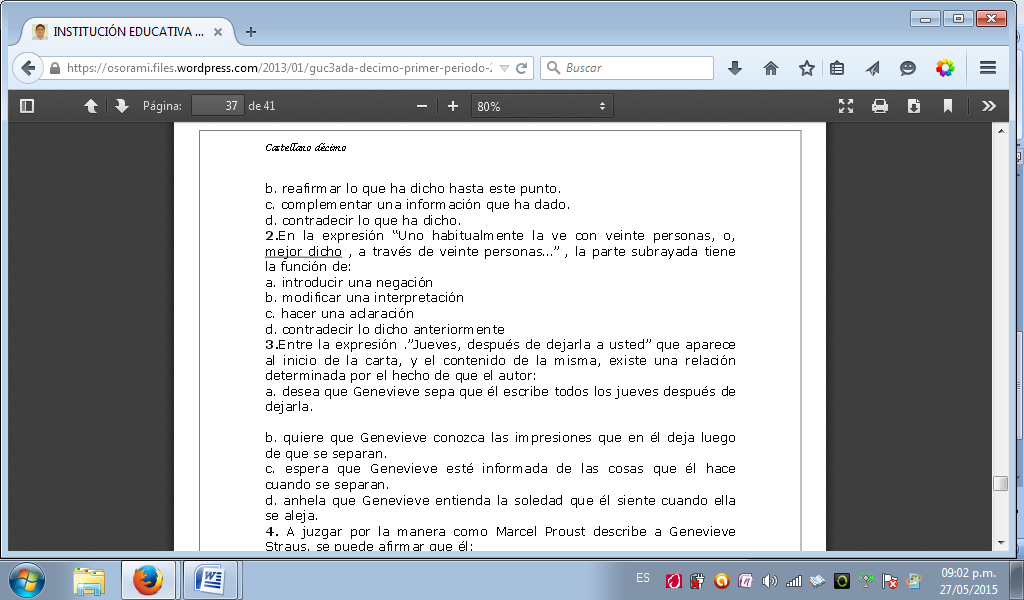 INSTITUCIÓN EDUCATIVA ...
https://osorami.files.wordpress.com/2013/01/guc3ada-decimo-primer-periodo-
Buscar
Página: 37 de 41
80%
Castellano décimo
b. reafirmar lo que ha dicho hasta este punto.
c. complementar una información que ha dado.
d. contradecir lo que ha dicho.
2.En la expresión “Uno habitualmente la ve con veinte personas, o,
mejor dicho , a través de veinte personas...” , la parte subrayada tiene
la función de:
a. introducir una negación
b. modificar una interpretación
c. hacer una aclaración
d. contradecir lo dicho anteriormente
3.Entre la expresión .”Jueves, después de dejarla a usted” que aparece
al inicio de la carta, y el contenido de la misma, existe una relación
determinada por el hecho de que el autor:
a. desea que Genevieve sepa que él escribe todos los jueves después de
dejarla.
b. quiere que Genevieve conozca las impresiones que en él deja luego
de que se separan.
c. espera que Genevieve esté informada de las cosas que él hace
cuando se separan.
d. anhela que Genevieve entienda la soledad que él siente cuando ella
se aleja.
4. A juzgar por la manera como Marcel Proust describe a Genevieve
Straus, se puede afirmar que él:
ES
09:02 p.m.
27/05/2015